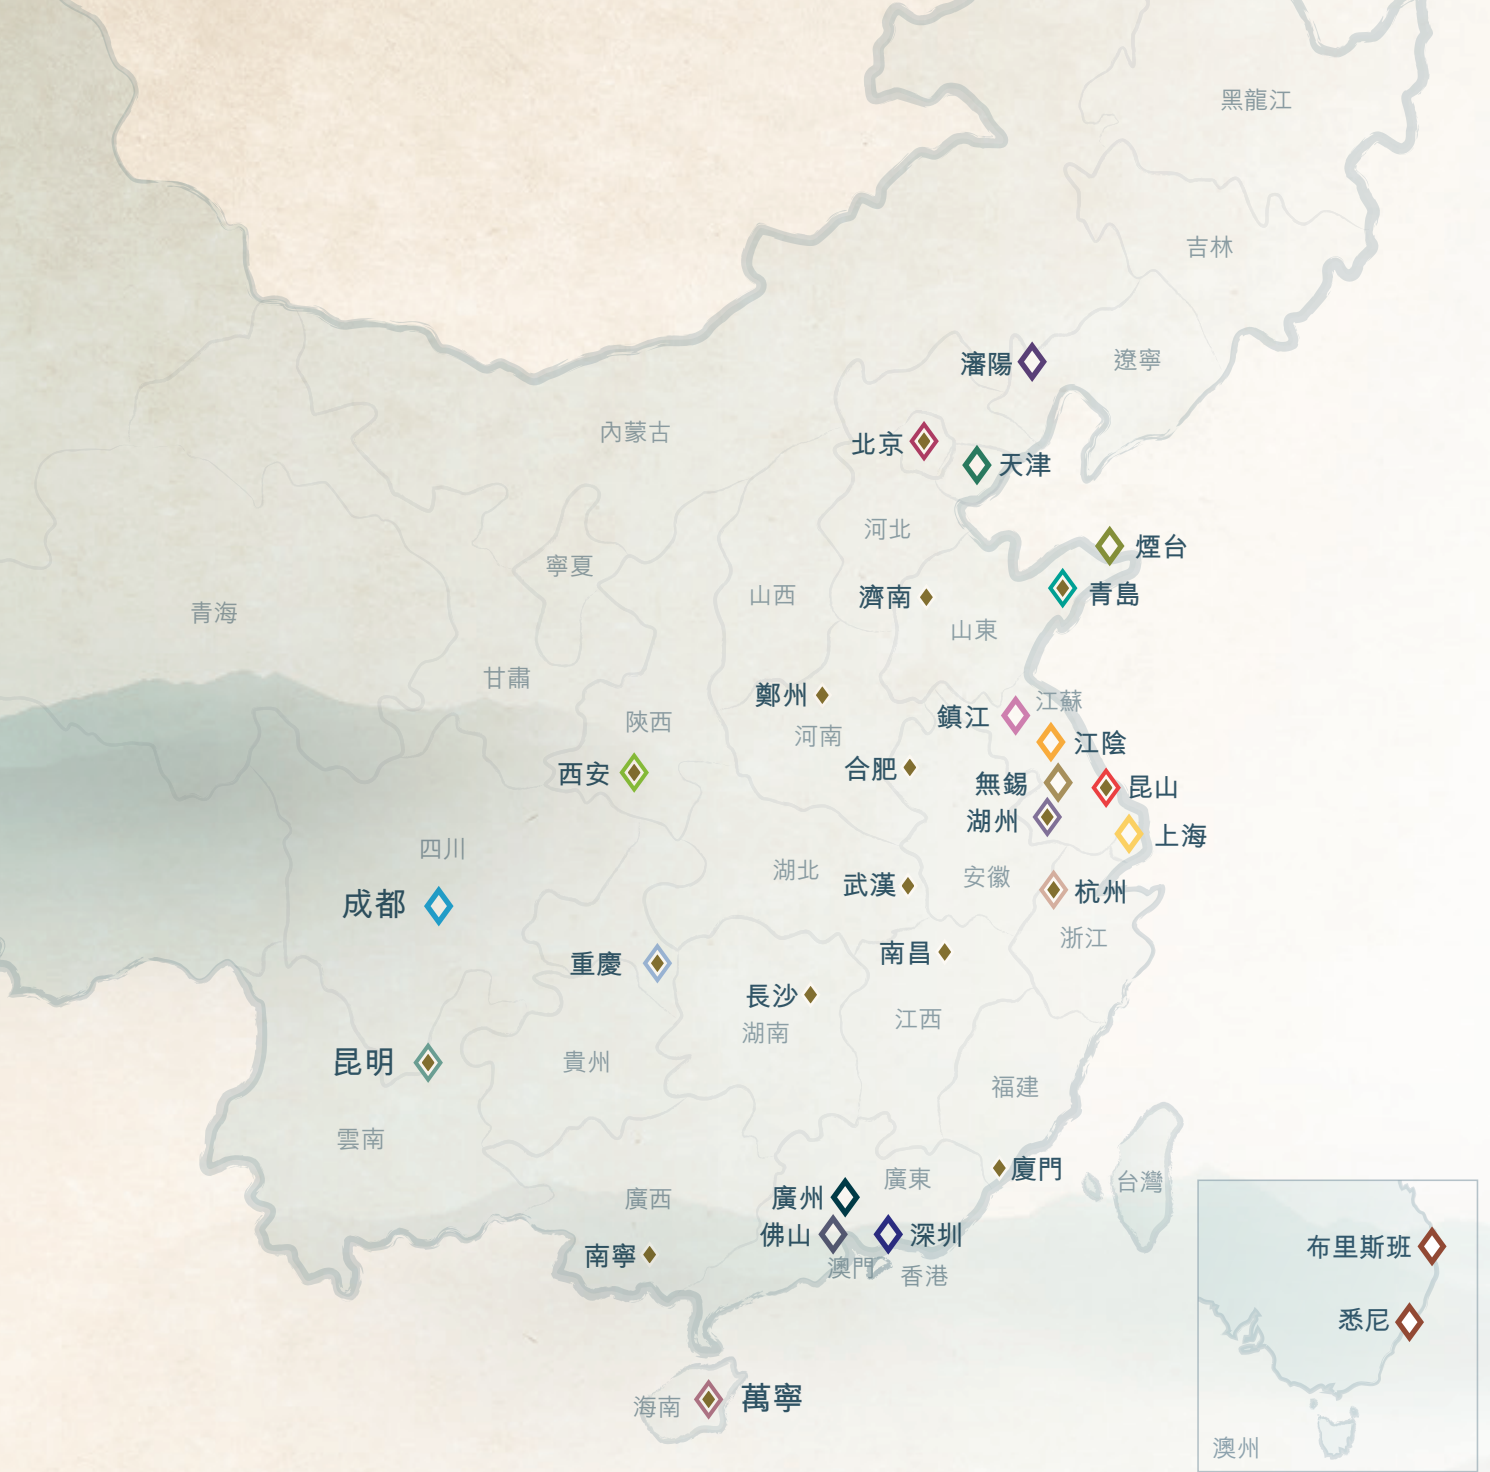 黑龍江
吉林
瀋陽
遼寧
內蒙古
北京
天津
河北
煙台
寧夏
山西
濟南
青島
青海
山東
甘肅
鄭州
江蘇
鎮江
陝西
河南
江陰
西安
合肥
無錫
昆山
湖州
上海
四川
湖北
武漢
安徽
杭州
成都
浙江
南昌
重慶
長沙
江西
湖南
昆明
貴州
福建
雲南
廈門
廣東
台灣
廣州
廣西
佛山
深圳
布里斯班
南寧
澳門
香港
悉尼
萬寧
海南
澳州